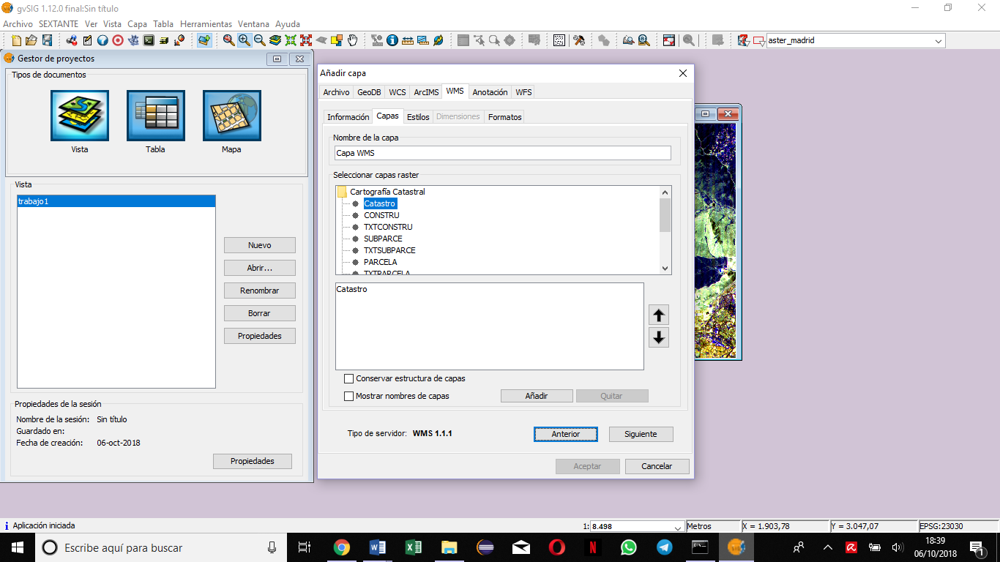 gvSIG 1.12.0 final:Sin título
Archivo SEXTANTE Ver Vista Capa Tabla Herramientas Ventana Ayuda
aster_madrid
Gestor de proyectos
Tipos de documentos
Vista Tabla Mapa
Vista
trabajo1
Nuevo
Abrir...
Renombrar
Borrar
Propiedades
Propiedades de la sesión
Nombre de la sesión: Sin título
Guardado en:
Fecha de creación: 06-oct-2018
Propiedades
Añadir capa
Archivo GeoDB WCS ArcIMS WMS Anotación WFS
Información Capas Estilos Dimensiones Formatos
Nombre de la capa
Capa WMS
Seleccionar capas raster
Cartografía Catastral
Catastro
CONSTRU
TXTCONSTRU
SUBPARCE
TXTSUBPARCE
PARCELA
TXTPARCELA
Catastro
Conservar estructura de capas
Mostrar nombres de capas
Añadir Quitar
Tipo de servidor: WMS 1.1.1
Anterior Siguiente
Aceptar Cancelar
Aplicación iniciada
1: 8.498
Metros
X = 1.903,78
Y = 3.047,07
EPSG:23030
Escribe aquí para buscar
18:39
06/10/2018
1